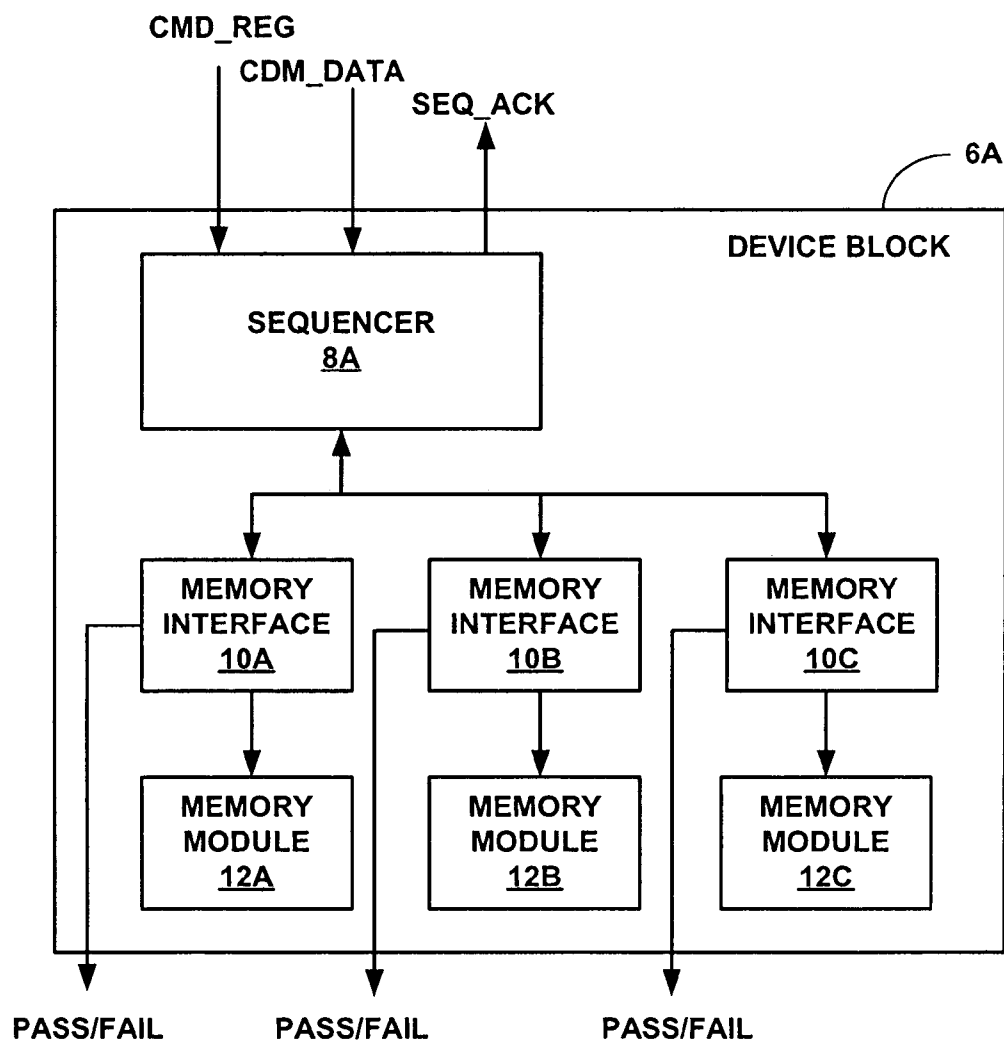 CMD_REG
CDM_DATA
SEQ_ACK
6A
DEVICE BLOCK
SEQUENCER
8A
MEMORY
INTERFACE
10A
MEMORY
INTERFACE
10B
MEMORY
INTERFACE
10C
MEMORY
MODULE
12A
MEMORY
MODULE
12B
MEMORY
MODULE
12C
PASS/FAIL
PASS/FAIL
PASS/FAIL